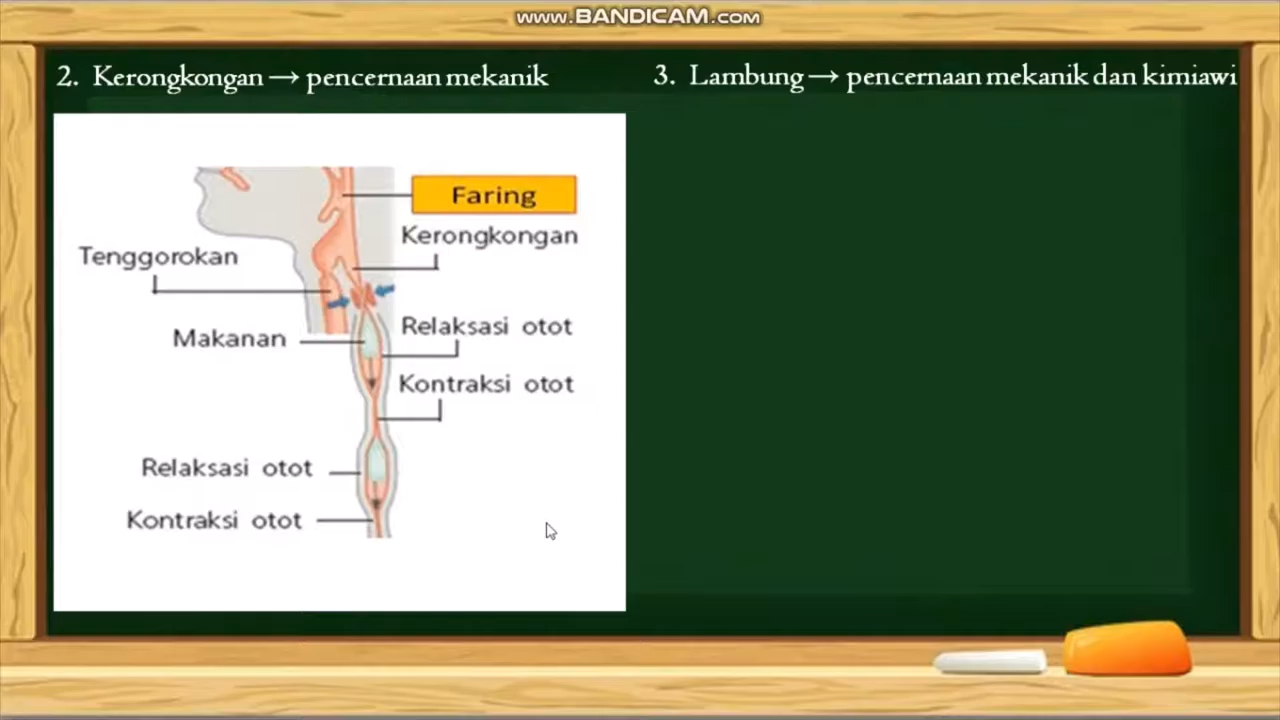 www.BANDICAM.com
2. Kerongkongan → pencernaan mekanik
3. Lambung → pencernaan mekanik dan kimiawi
Faring
Kerongkongan
Tenggorokan
Relaksasi otot
Makanan
Kontraksi otot
Relaksasi otot
Kontraksi otot